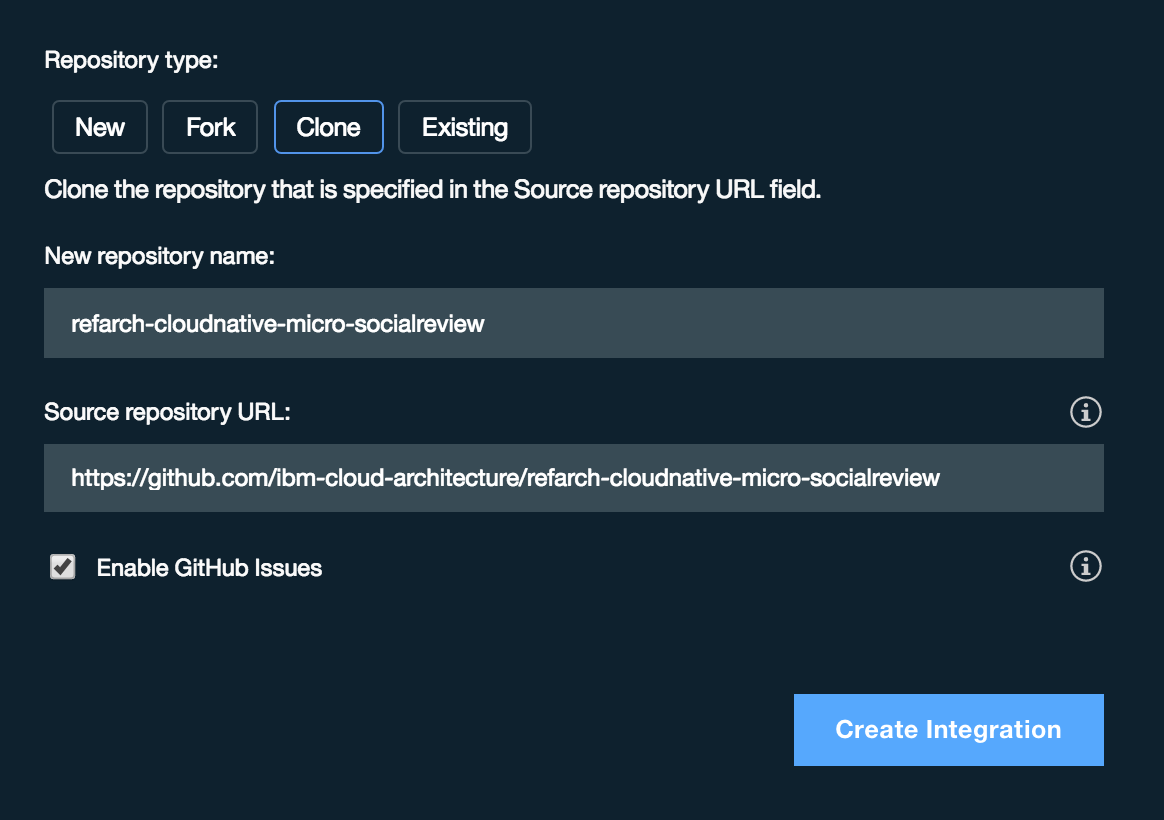 Repository type:
New Fork Clone Existing
Clone the repository that is specified in the Source repository URL field.
New repository name:
refarch-cloudnative-micro-socialreview
Source repository URL:
https://github.com/ibm-cloud-architecture/refarch-cloudnative-micro-socialreview
Enable GitHub Issues
Create Integration